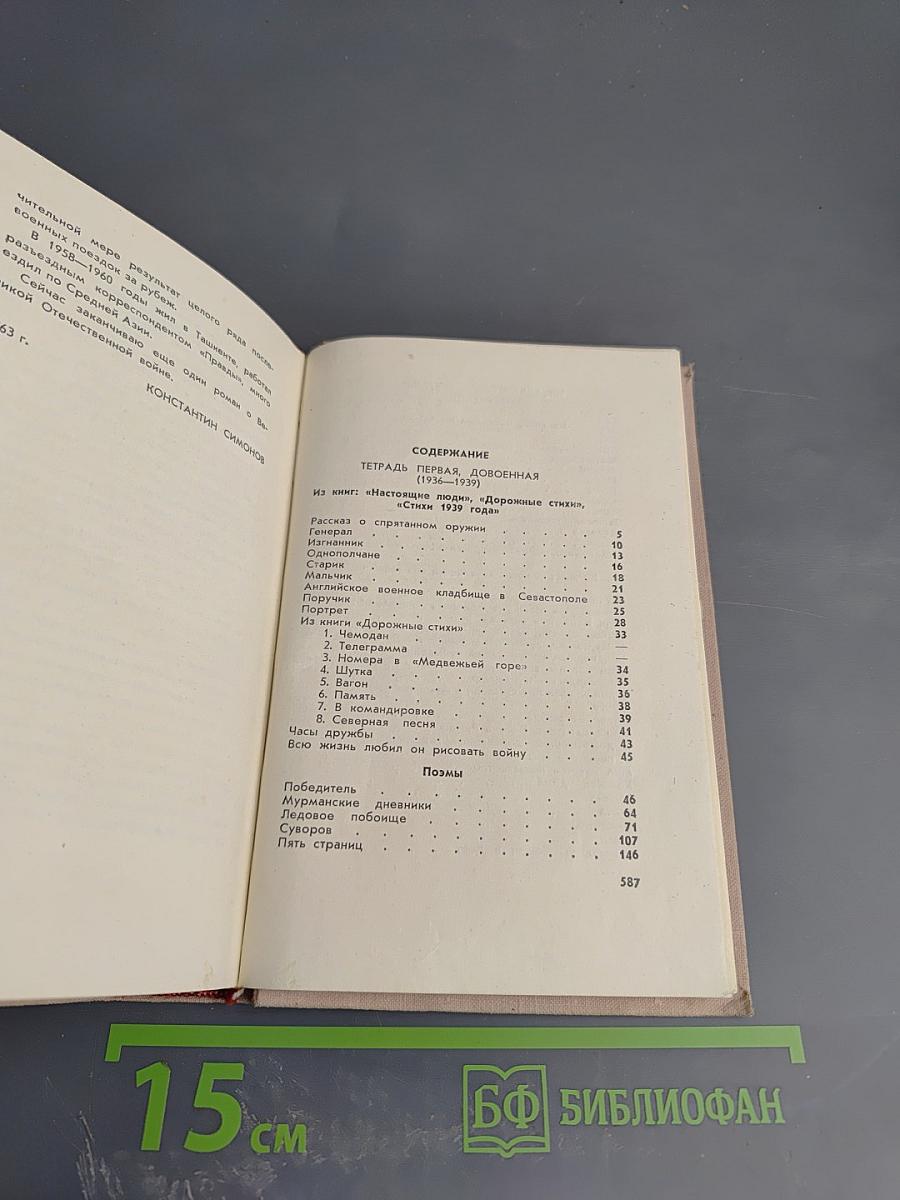 чительной мере результат целого ряда после-
военных поездок за рубеж.
В 1958—1960 годы жил в Ташкенте, работал
разъездным корреспондентом «Правды», много
ездил по Средней Азии.
Сейчас заканчиваю еще один роман о Ве-
ликой Отечественной войне.
63 г.
КОНСТАНТИН СИМОНОВ
СОДЕРЖАНИЕ
ТЕТРАДЬ ПЕРВАЯ, ДОВОЕННАЯ
(1936—1939)
Из книг: «Настоящие люди», «Дорожные стихи»,
«Стихи 1939 года»
Рассказ о спрятанном оружии . . . . . 5
Генерал . . . . . . . . . . 10
Изгнанник . . . . . . . . . . 13
Однополчане . . . . . . . . . 16
Старик . . . . . . . . . . 18
Мальчик . . . . . . . . . . 21
Английское военное кладбище в Севастополе 23
Поручик . . . . . . . . . . 25
Портрет . . . . . . . . . . 28
Из книги «Дорожные стихи» . . . . . . 33
1. Чемодан . . . . . . . . —
2. Телеграмма . . . . . . . —
3. Номера в «Медвежьей горе» . . . 34
4. Шутка . . . . . . . . . 35
5. Вагон . . . . . . . . . 36
6. Память . . . . . . . . 38
7. В командировке . . . . . . 39
8. Северная песня . . . . . . 41
Часы дружбы . . . . . . . . . 43
Всю жизнь любил он рисовать войну . . . 45
Поэмы
Победитель . . . . . . . . . . 46
Мурманские дневники . . . . . . . 64
Ледовое побоище . . . . . . . . 71
Суворов . . . . . . . . . . . 107
Пять страниц . . . . . . . . . . 146
587
15 см
БФ БИБЛИОФАН